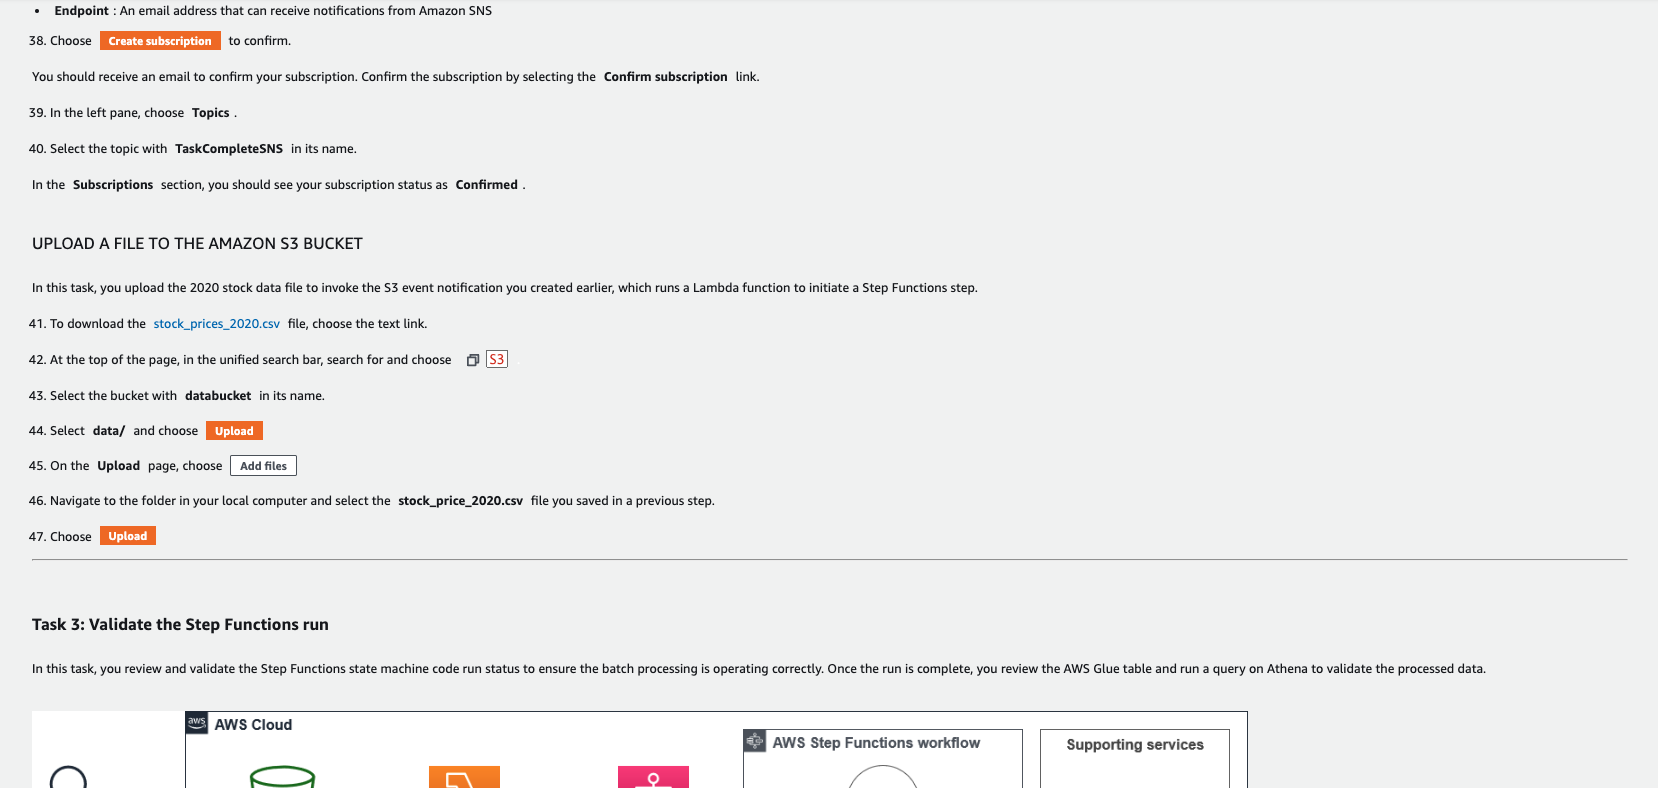 • Endpoint : An email address that can receive notifications from Amazon SNS
38. Choose Create subscription to confirm.
You should receive an email to confirm your subscription. Confirm the subscription by selecting the Confirm subscription link.
39. In the left pane, choose Topics .
40. Select the topic with TaskCompleteSNS in its name.
In the Subscriptions section, you should see your subscription status as Confirmed .
UPLOAD A FILE TO THE AMAZON S3 BUCKET
In this task, you upload the 2020 stock data file to invoke the S3 event notification you created earlier, which runs a Lambda function to initiate a Step Functions step.
41. To download the stock_prices_2020.csv file, choose the text link.
42. At the top of the page, in the unified search bar, search for and choose S3
43. Select the bucket with databucket in its name.
44. Select data/ and choose Upload
45. On the Upload page, choose Add files
46. Navigate to the folder in your local computer and select the stock_price_2020.csv file you saved in a previous step.
47. Choose Upload
Task 3: Validate the Step Functions run
In this task, you review and validate the Step Functions state machine code run status to ensure the batch processing is operating correctly. Once the run is complete, you review the AWS Glue table and run a query on Athena to validate the processed data.
aws AWS Cloud
AWS Step Functions workflow
Supporting services